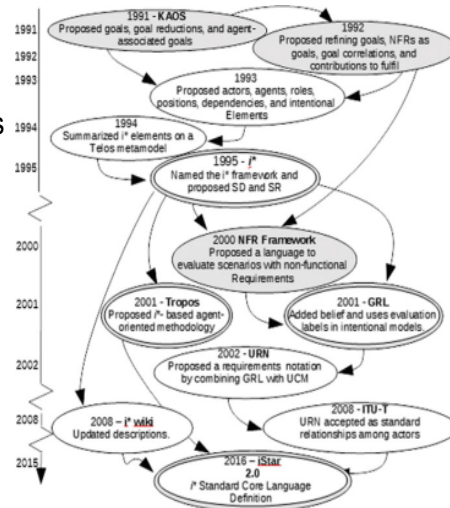 1991
1992
1993
1994
1995
2000
2001
2002
2008
2015
s
1991 - KAOS
Proposed goals, goal reductions, and agent-
associated goals
1992
Proposed refining goals, NFRs as
goals, goal correlations, and
contributions to fulfil
1993
Proposed actors, agents, roles,
positions, dependencies, and intentional
Elements
1994
Summarized i* elements on a
Telos metamodel
1995 - i*
Named the i* framework and
proposed SD and SR
2000 NFR Framework
Proposed a language to
evaluate scenarios with non-functional
Requirements
2001 - Tropos
Proposed i*- based agent-
oriented methodology
2001 - GRL
Added belief and uses evaluation
labels in intentional models.
2002 - URN
Proposed a requirements notation
by combining GRL with UCM
2008 – i* wiki
Updated descriptions.
2008 - ITU-T
URN accepted as standard
relationships among actors
2016 – iStar
2.0
i* Standard Core Language
Definition